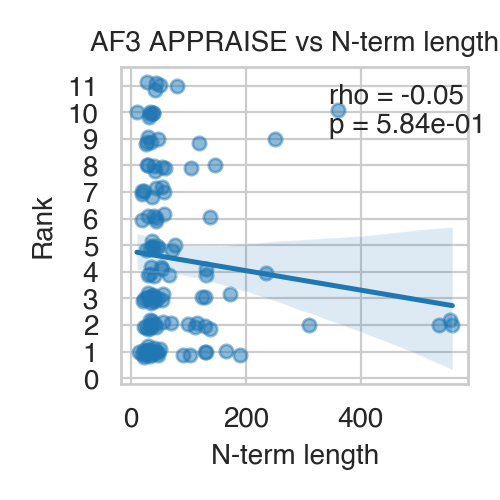 AF3 APPRAISE vs N-term length
rho = -0.05
p = 5.84e-01
Rank
11
10
9
8
7
6
5
4
3
2
1
0
0 200 400
N-term length